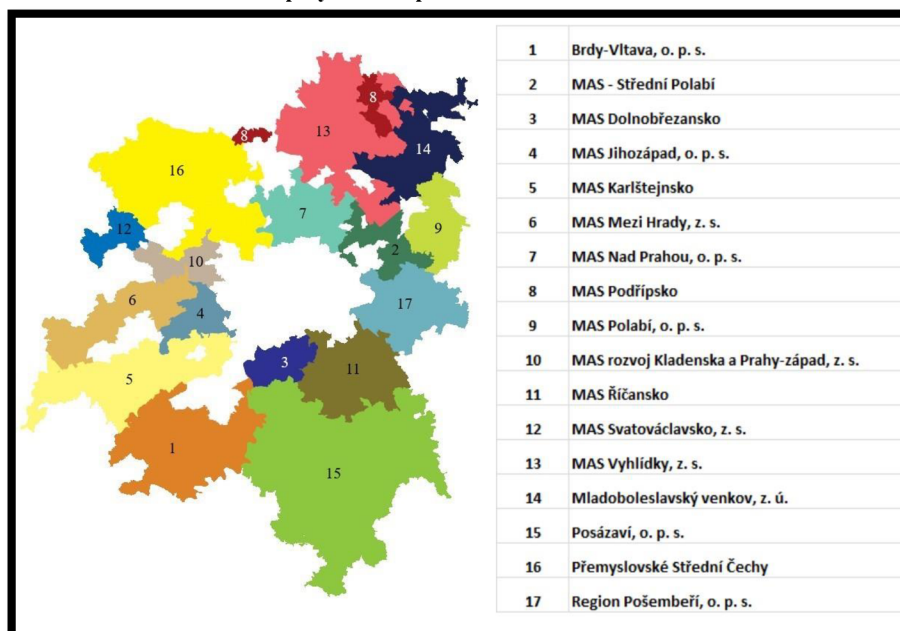 8
13
8
14
16
7
9
12
2
10
6
17
4
3
11
5
1
15
1 Brdy-Vltava, o. p. s.
2 MAS - Střední Polabí
3 MAS Dolnobřezansko
4 MAS Jihozápad, o. p. s.
5 MAS Karlštejnsko
6 MAS Mezi Hrady, z. s.
7 MAS Nad Prahou, o. p. s.
8 MAS Podřípsko
9 MAS Polabí, o. p. s.
10 MAS rozvoj Kladenska a Prahy-západ, z. s.
11 MAS Říčansko
12 MAS Svatováclavsko, z. s.
13 MAS Vyhlídky, z. s.
14 Mladoboleslavský venkov, z. ú.
15 Posázaví, o. p. s.
16 Přemyslovské Střední Čechy
17 Region Pošembeří, o. p. s.